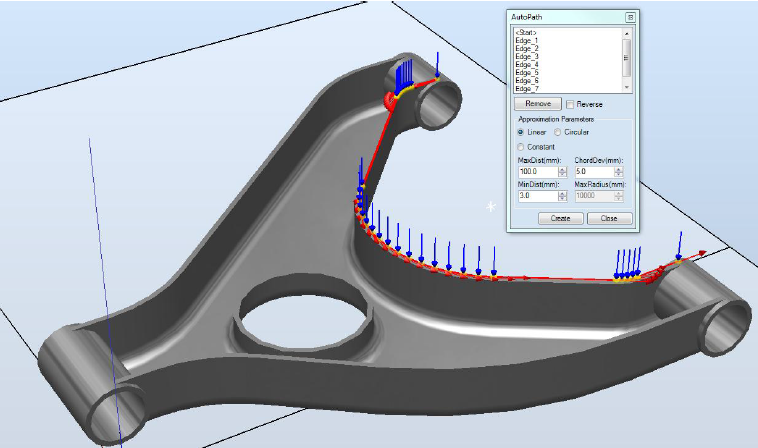 AutoPath
<Start>
Edge_1
Edge_2
Edge_3
Edge_4
Edge_5
Edge_6
Edge_7
Remove Reverse
Approximation Parameters
Linear Circular
Constant
MaxDist(mm): ChordDev(mm):
100.0 5.0
MinDist(mm): MaxRadius(mm):
3.0 10000
Create Close